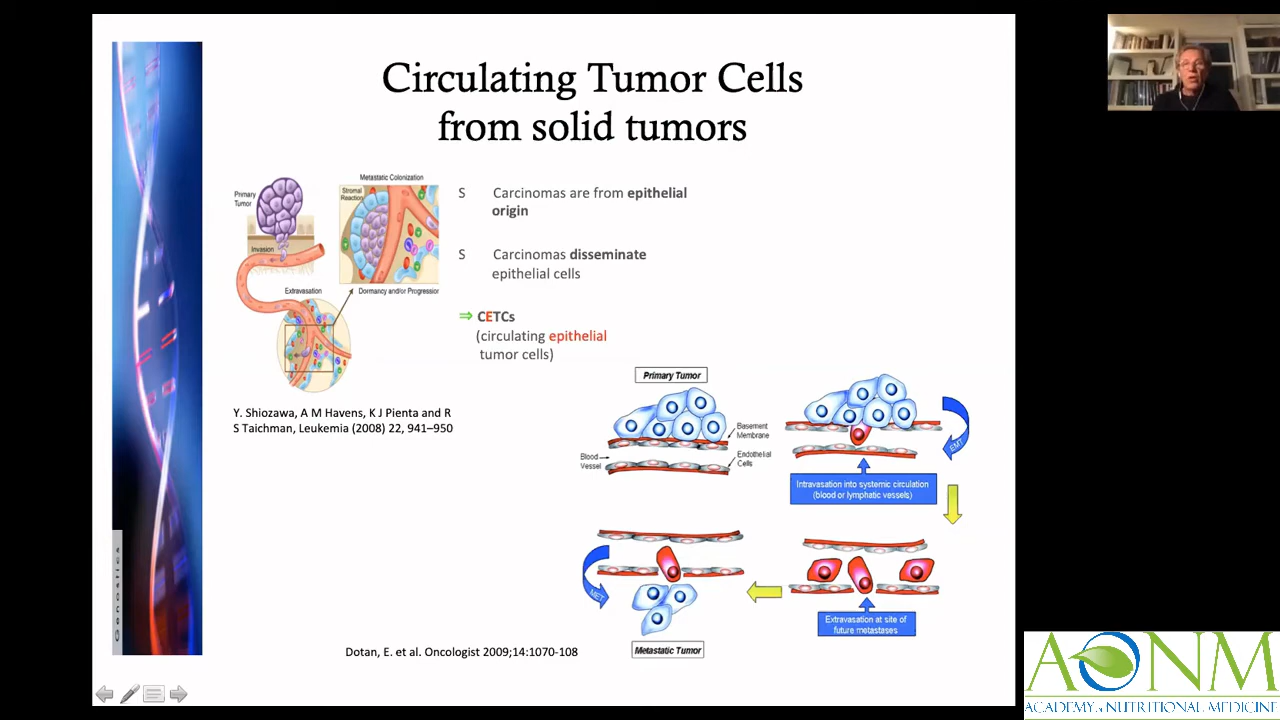 Circulating Tumor Cells
from solid tumors
Primary
Tumor
Invasion
Metastatic Colonization
Stromal
Reaction
Extravasation
Dormancy and/or Progression
S Carcinomas are from epithelial
origin
S Carcinomas disseminate
epithelial cells
⇒ CETCs
(circulating epithelial
tumor cells)
Y. Shiozawa, A M Havens, K J Pienta and R
S Taichman, Leukemia (2008) 22, 941–950
Primary Tumor
Basement
Membrane
Blood
Vessel
Endothelial
Cells
EMT
Intravasation into systemic circulation
(blood or lymphatic vessels)
MET
Extravasation at site of
future metastases
Metastatic Tumor
Dotan, E. et al. Oncologist 2009;14:1070-108
AONM
ACADEMY of NUTRITIONAL MEDICINE